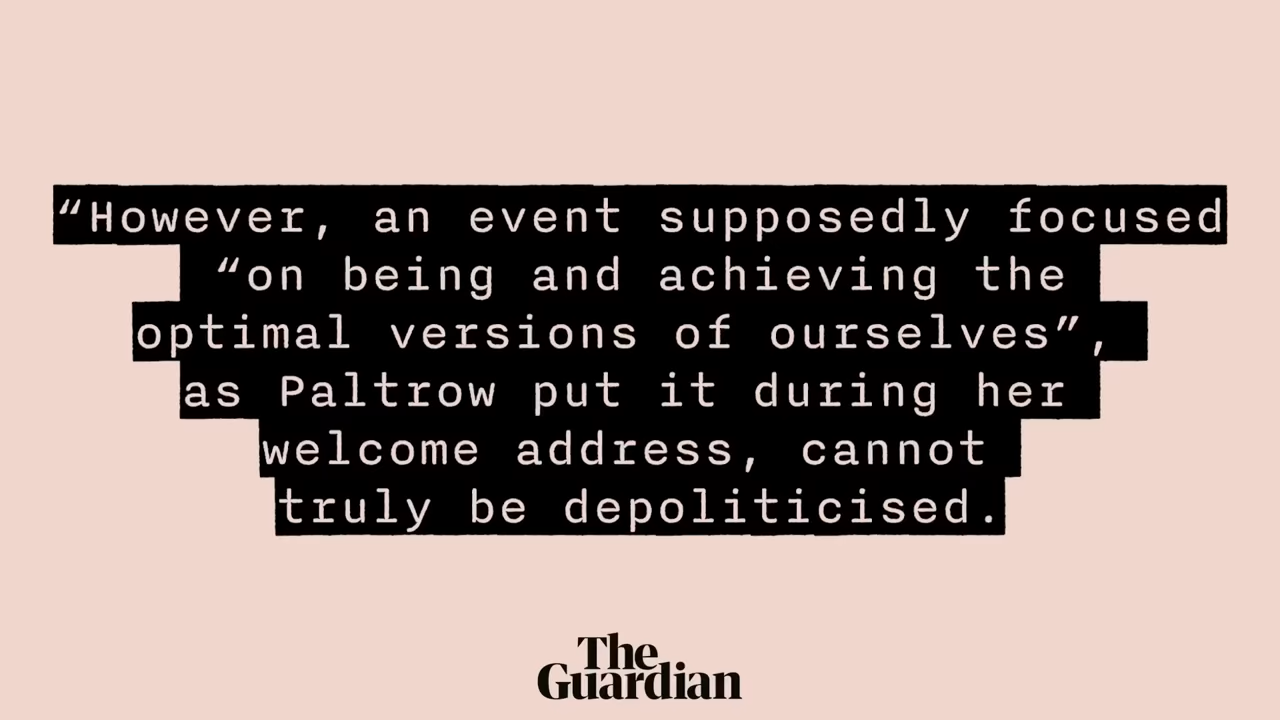 “However, an event supposedly focused
“on being and achieving the
optimal versions of ourselves”,
as Paltrow put it during her
welcome address, cannot
truly be depoliticised.
The
Guardian